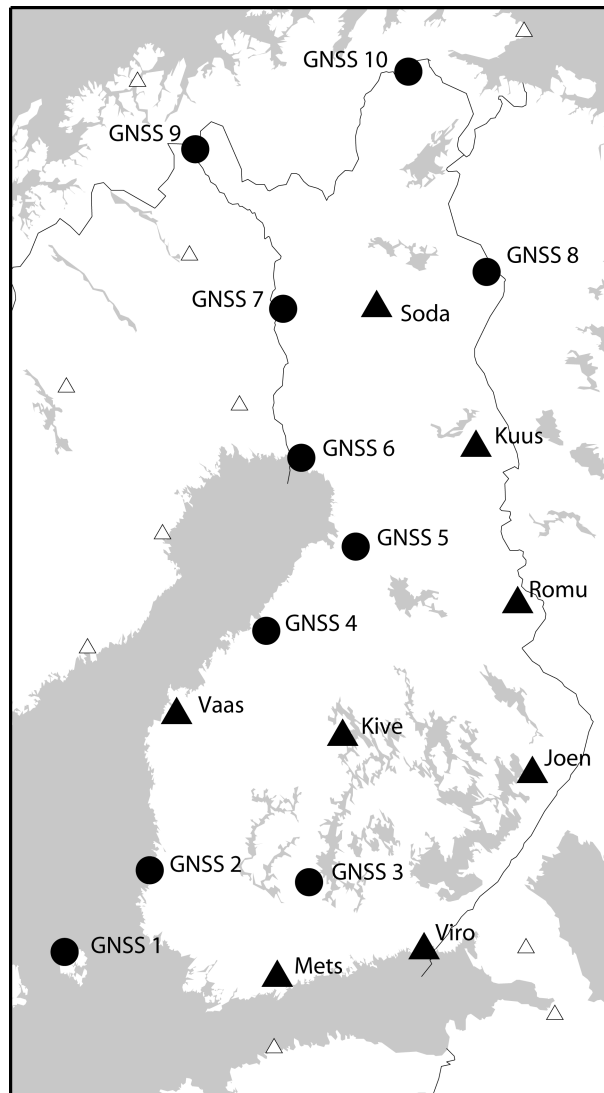 GNSS 10
GNSS 9
GNSS 8
GNSS 7
Soda
Kuus
GNSS 6
GNSS 5
Romu
GNSS 4
Vaas
Kive
Joen
GNSS 2
GNSS 3
Viro
GNSS 1
Mets